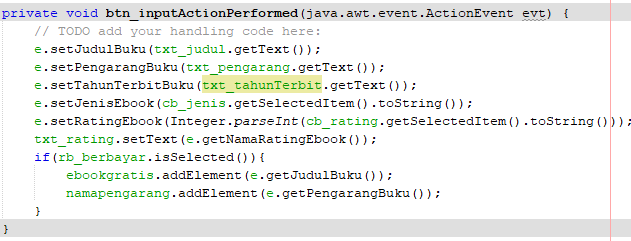 private void btn_inputActionPerformed(java.awt.event.ActionEvent evt) {
// TODO add your handling code here:
e.setJudulBuku(txt_judul.getText());
e.setPengarangBuku(txt_pengarang.getText());
e.setTahunTerbitBuku(txt_tahunTerbit.getText());
e.setJenisEbook(cb_jenis.getSelectedItem().toString());
e.setRatingEbook(Integer.parseInt(cb_rating.getSelectedItem().toString()));
txt_rating.setText(e.getNamaRatingEbook());
if(rb_berbayar.isSelected()){
ebookgratis.addElement(e.getJudulBuku());
namapengarang.addElement(e.getPengarangBuku());
}
}